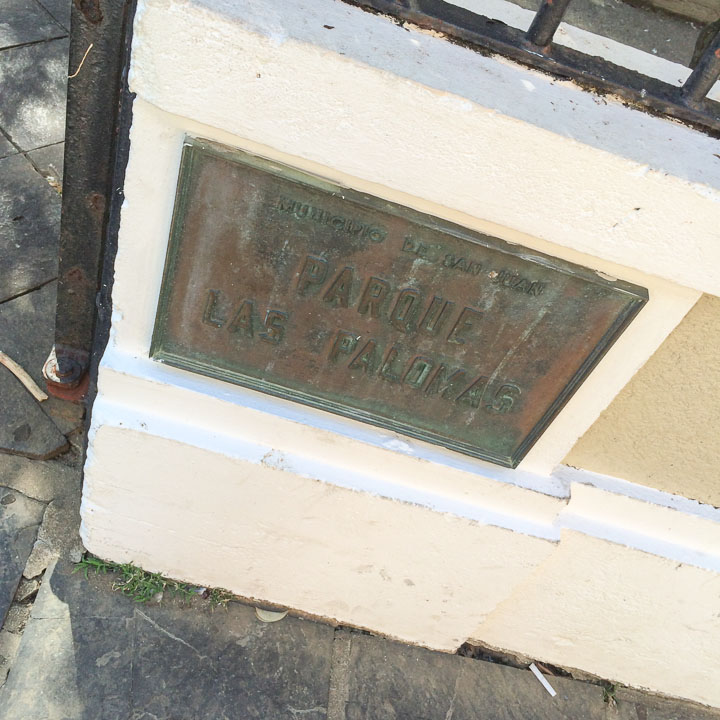 MUNICIPIO DE SAN JUAN
PARQUE
LAS PALOMAS